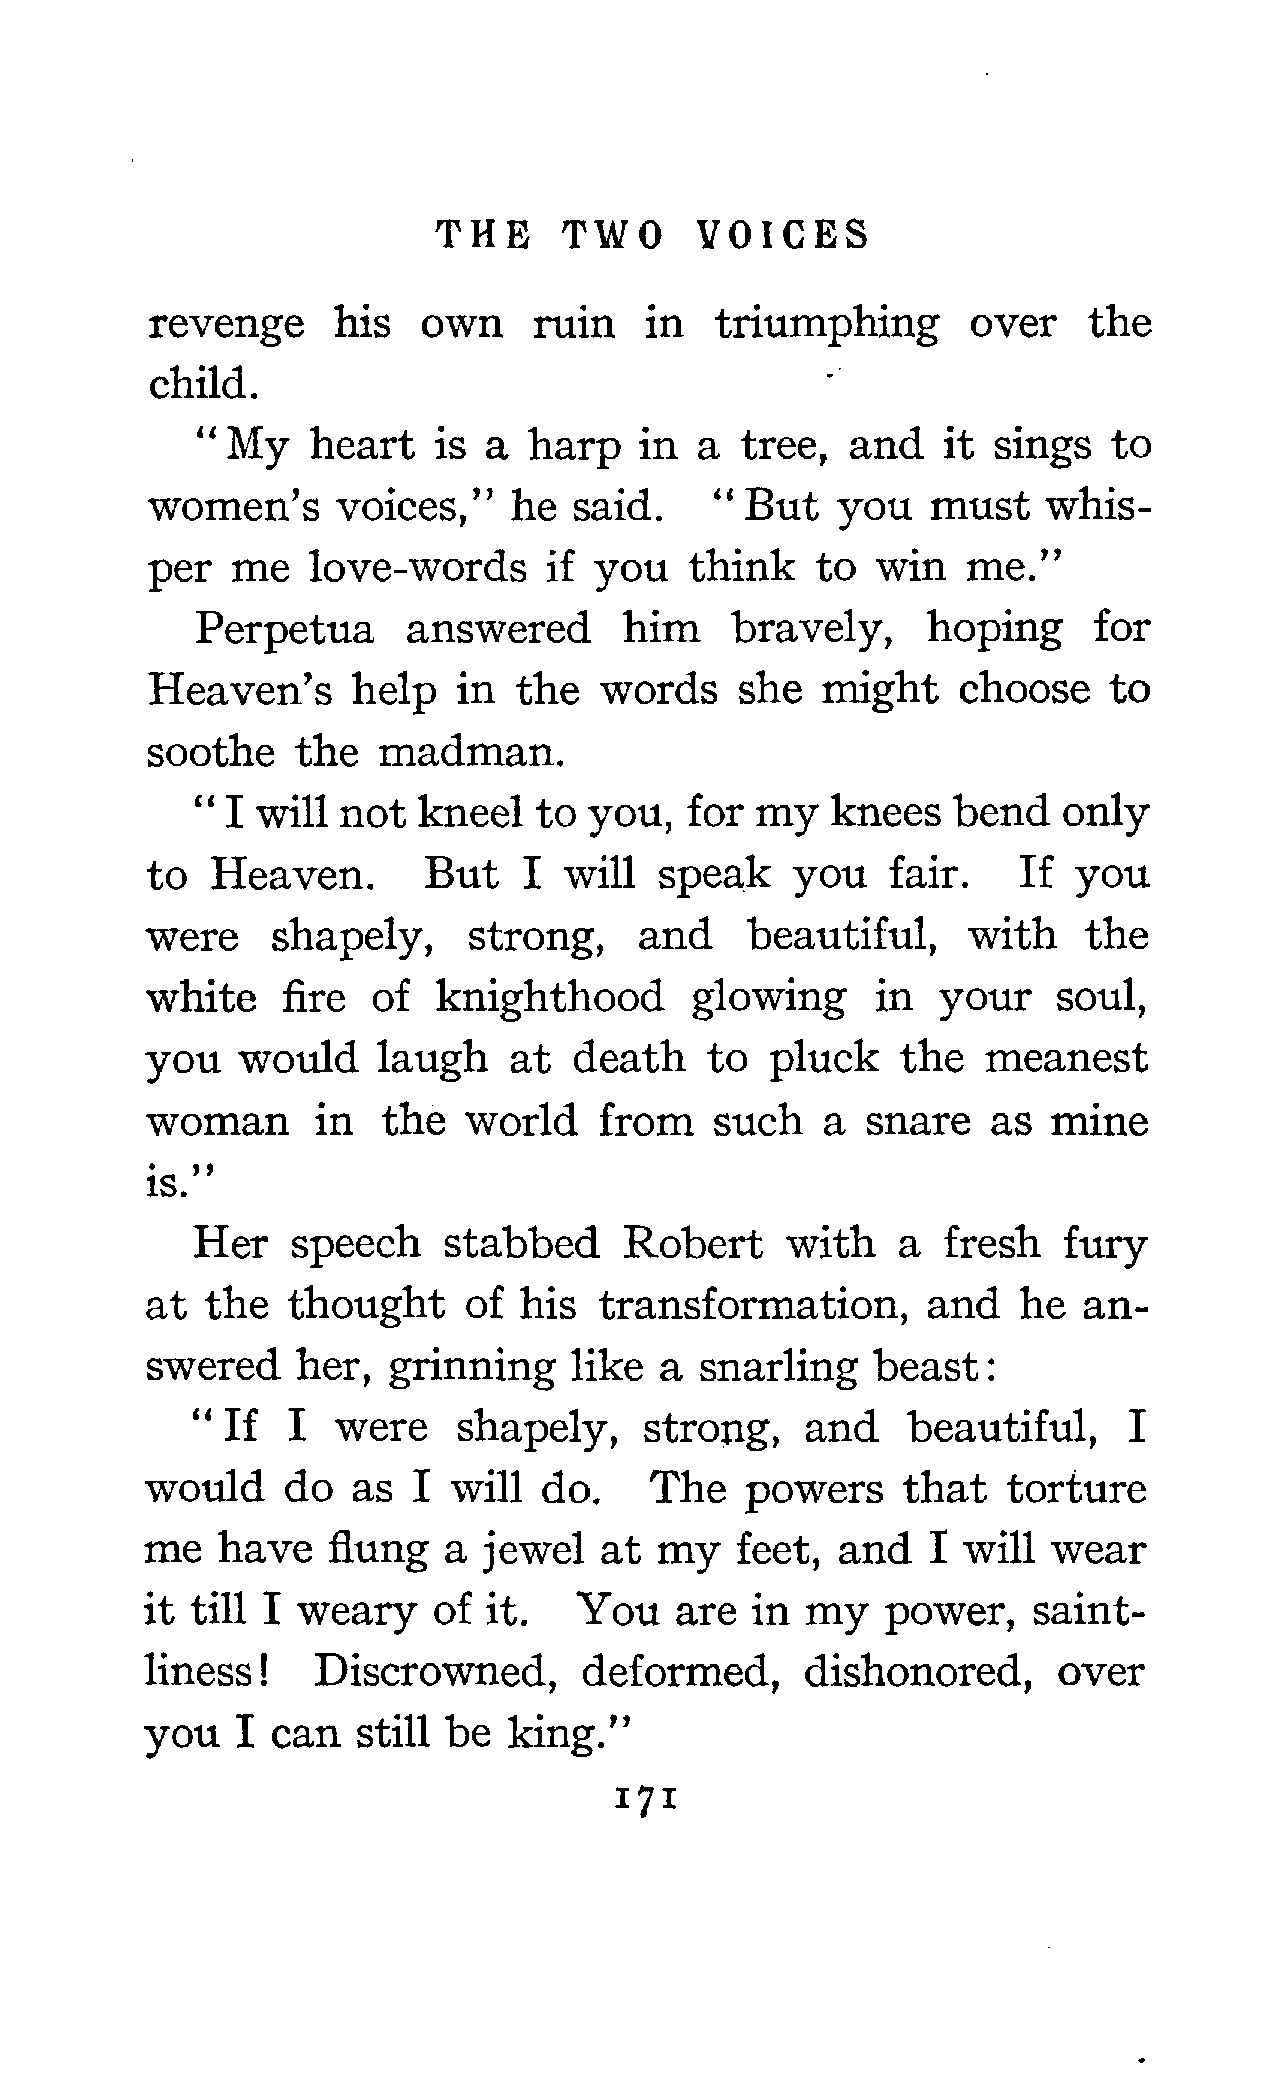 THE TWO VOICES
revenge his own ruin in triumphing over the
child.
"My heart is a harp in a tree, and it sings to
women's voices," he said. "But you must whis-
per me love-words if you think to win me."
Perpetua answered him bravely, hoping for
Heaven's help in the words she might choose to
soothe the madman.
"I will not kneel to you, for my knees bend only
to Heaven. But I will speak you fair. If you
were shapely, strong, and beautiful, with the
white fire of knighthood glowing in your soul,
you would laugh at death to pluck the meanest
woman in the world from such a snare as mine
is."
Her speech stabbed Robert with a fresh fury
at the thought of his transformation, and he an-
swered her, grinning like a snarling beast:
"If I were shapely, strong, and beautiful, I
would do as I will do. The powers that torture
me have flung a jewel at my feet, and I will wear
it till I weary of it. You are in my power, saint-
liness! Discrowned, deformed, dishonored, over
you I can still be king."
171